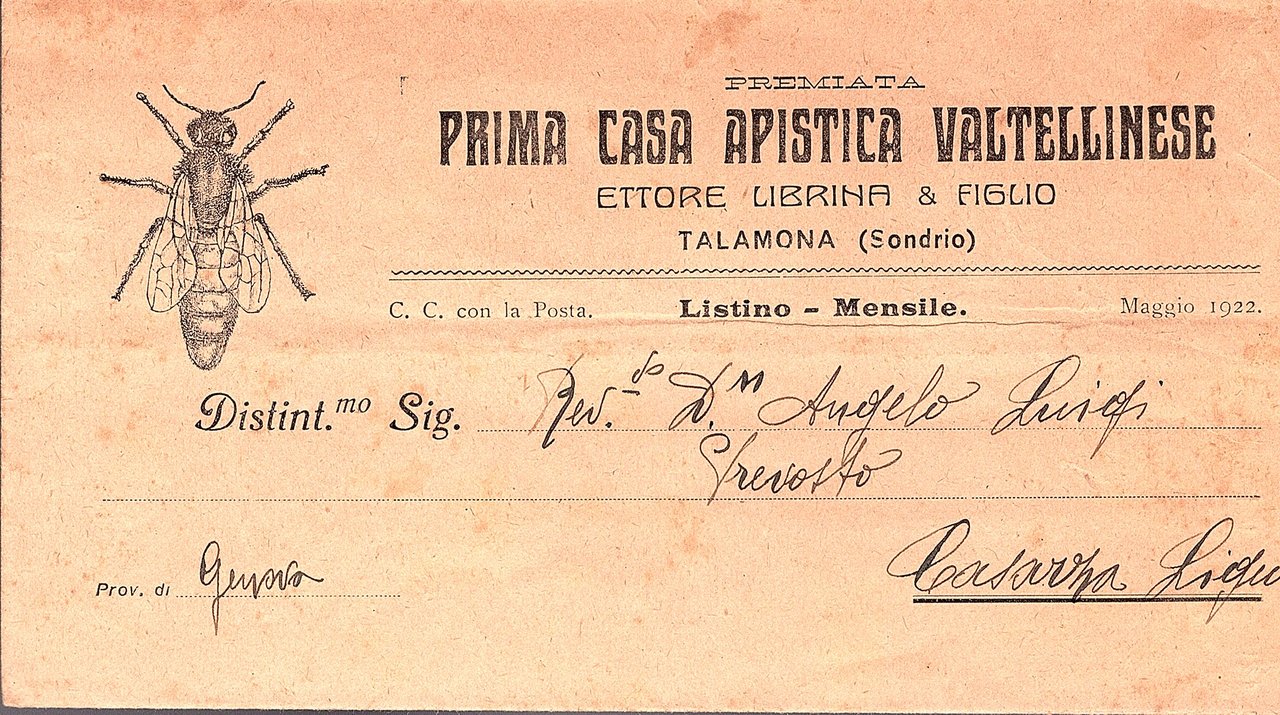 PREMIATA
PRIMA CASA APISTICA VALTELLINESE
ETTORE LIBRINA & FIGLIO
TALAMONA (Sondrio)
C. C. con la Posta. Listino - Mensile. Maggio 1922.
Distint.mo Sig. Rev.do D.n Angelo Luigi
Prevosto
Prov. di Genova Casarza Ligu